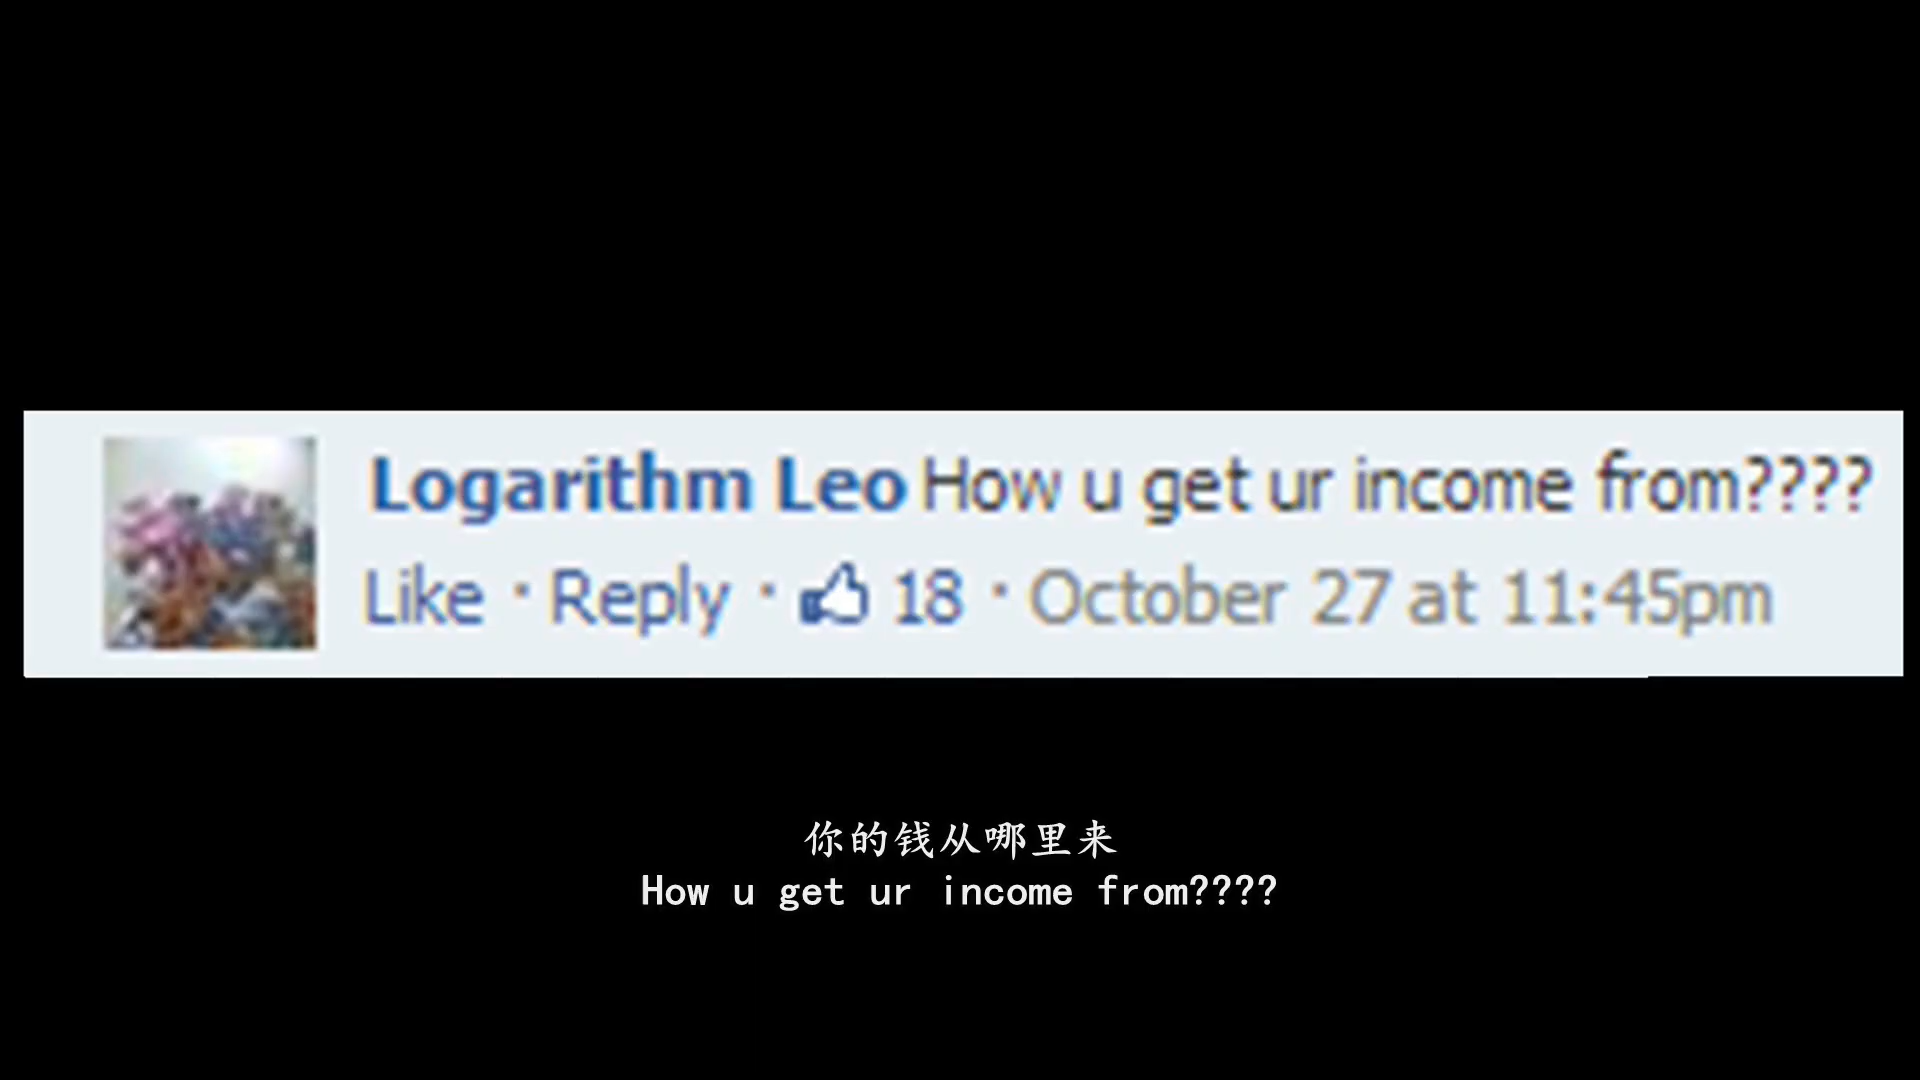 Logarithm Leo How u get ur income from????
Like · Reply · 18 · October 27 at 11:45pm
你的钱从哪里来
How u get ur income from????